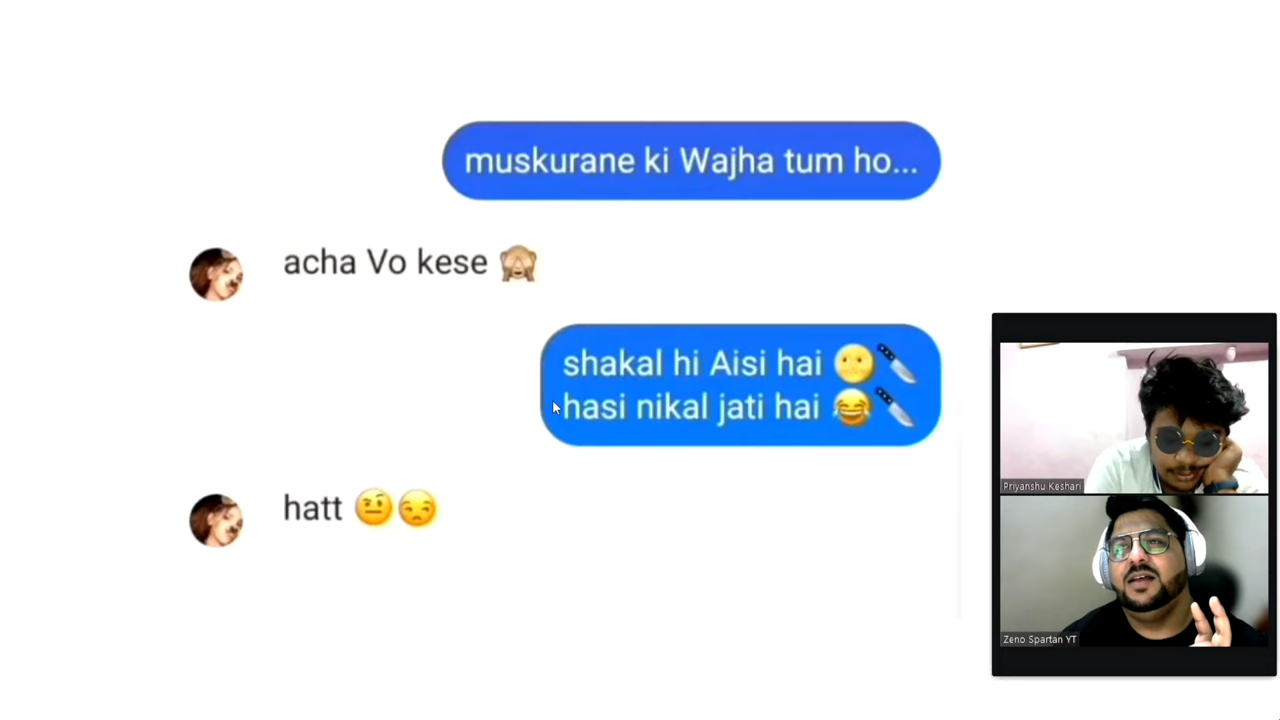 muskurane ki Wajha tum ho...
acha Vo kese 🙈
shakal hi Aisi hai 🌝🔪
hasi nikal jati hai 😂🔪
hatt 🤨😒
Priyanshu Keshari
Zeno Spartan YT